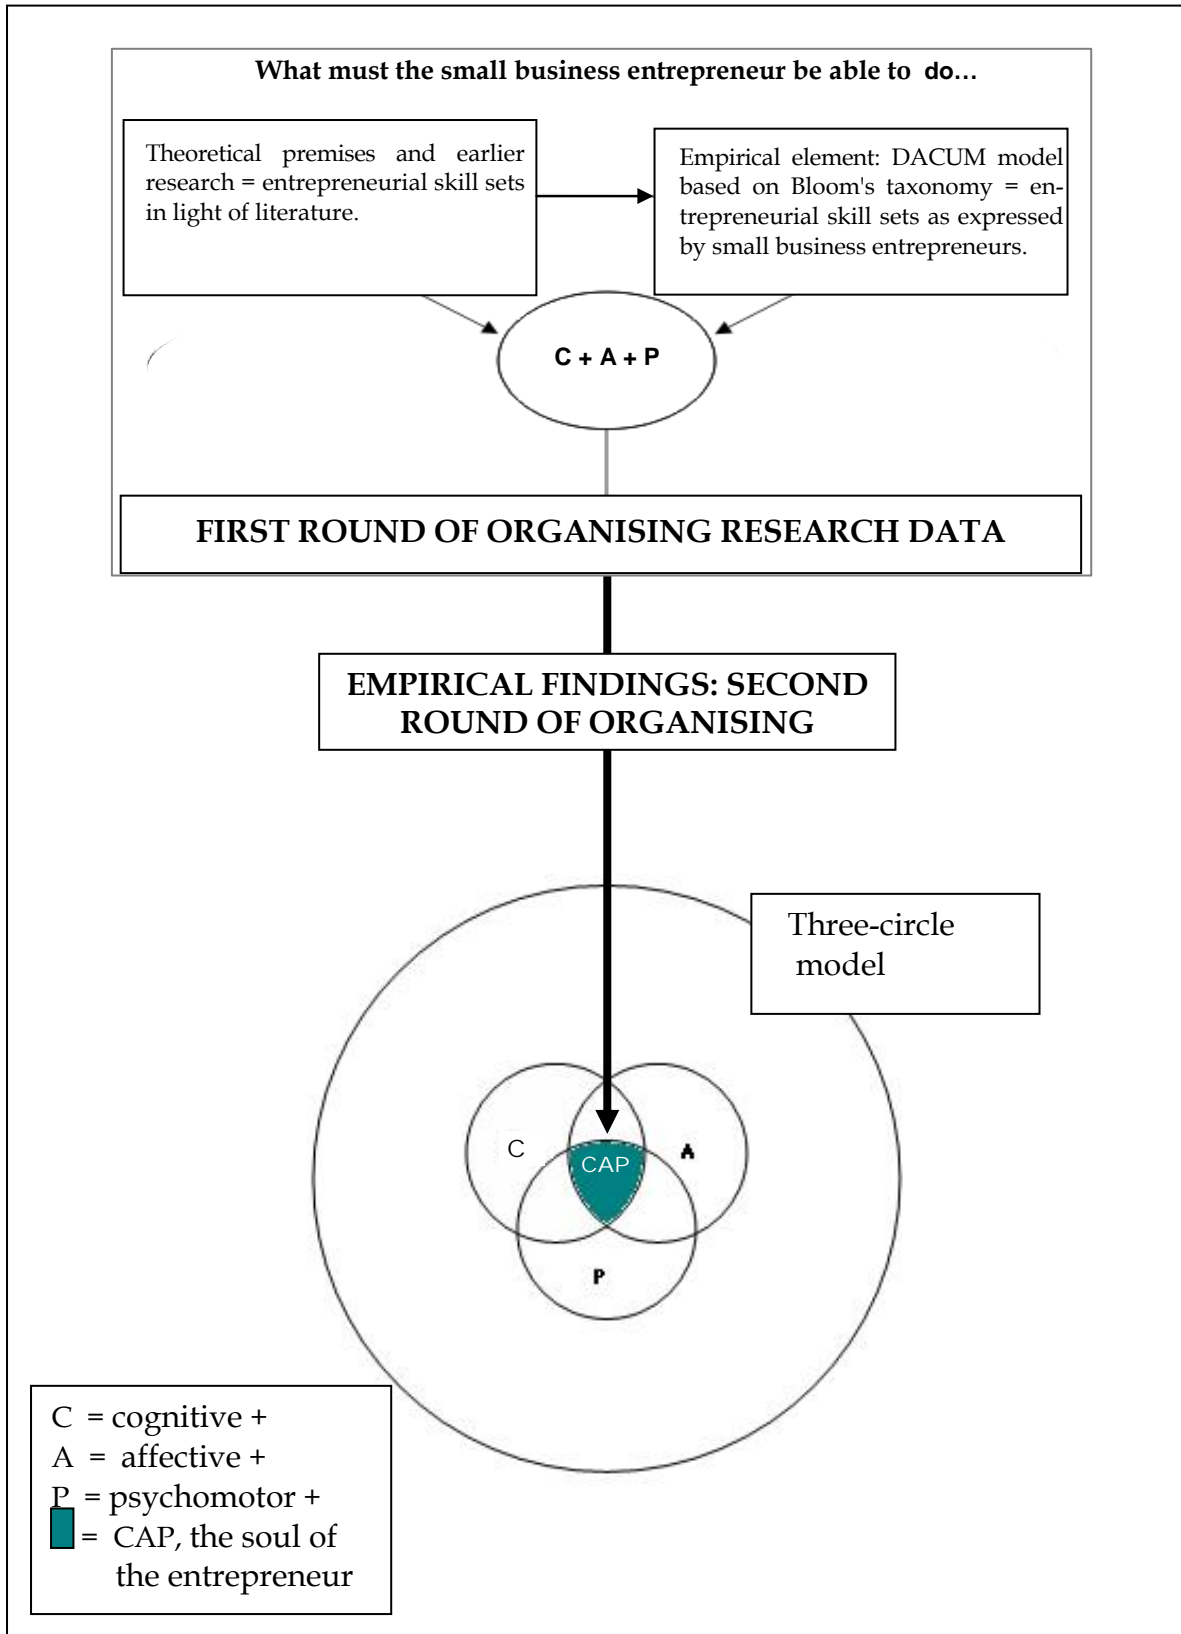 What must the small business entrepreneur be able to do...
Theoretical premises and earlier
research = entrepreneurial skill sets
in light of literature.
Empirical element: DACUM model
based on Bloom's taxonomy = en-
trepreneurial skill sets as expressed
by small business entrepreneurs.
C + A + P
FIRST ROUND OF ORGANISING RESEARCH DATA
EMPIRICAL FINDINGS: SECOND
ROUND OF ORGANISING
Three-circle
model
C
CAP
A
P
C = cognitive +
A = affective +
P = psychomotor +
= CAP, the soul of
the entrepreneur